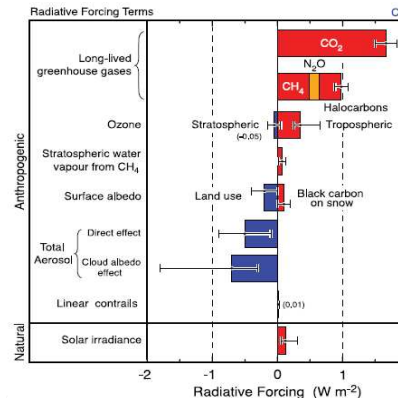 Radiative Forcing Terms
Long-lived
greenhouse gases
CO2
N2O
CH4
Halocarbons
Ozone
Stratospheric
(-0,05)
Tropospheric
Stratospheric water
vapour from CH4
Surface albedo
Land use
Black carbon
on snow
Total
Aerosol
Direct effect
Cloud albedo
effect
Linear contrails
(0,01)
Solar irradiance
Anthropogenic
Natural
-2 -1 0 1
Radiative Forcing (W m-2)